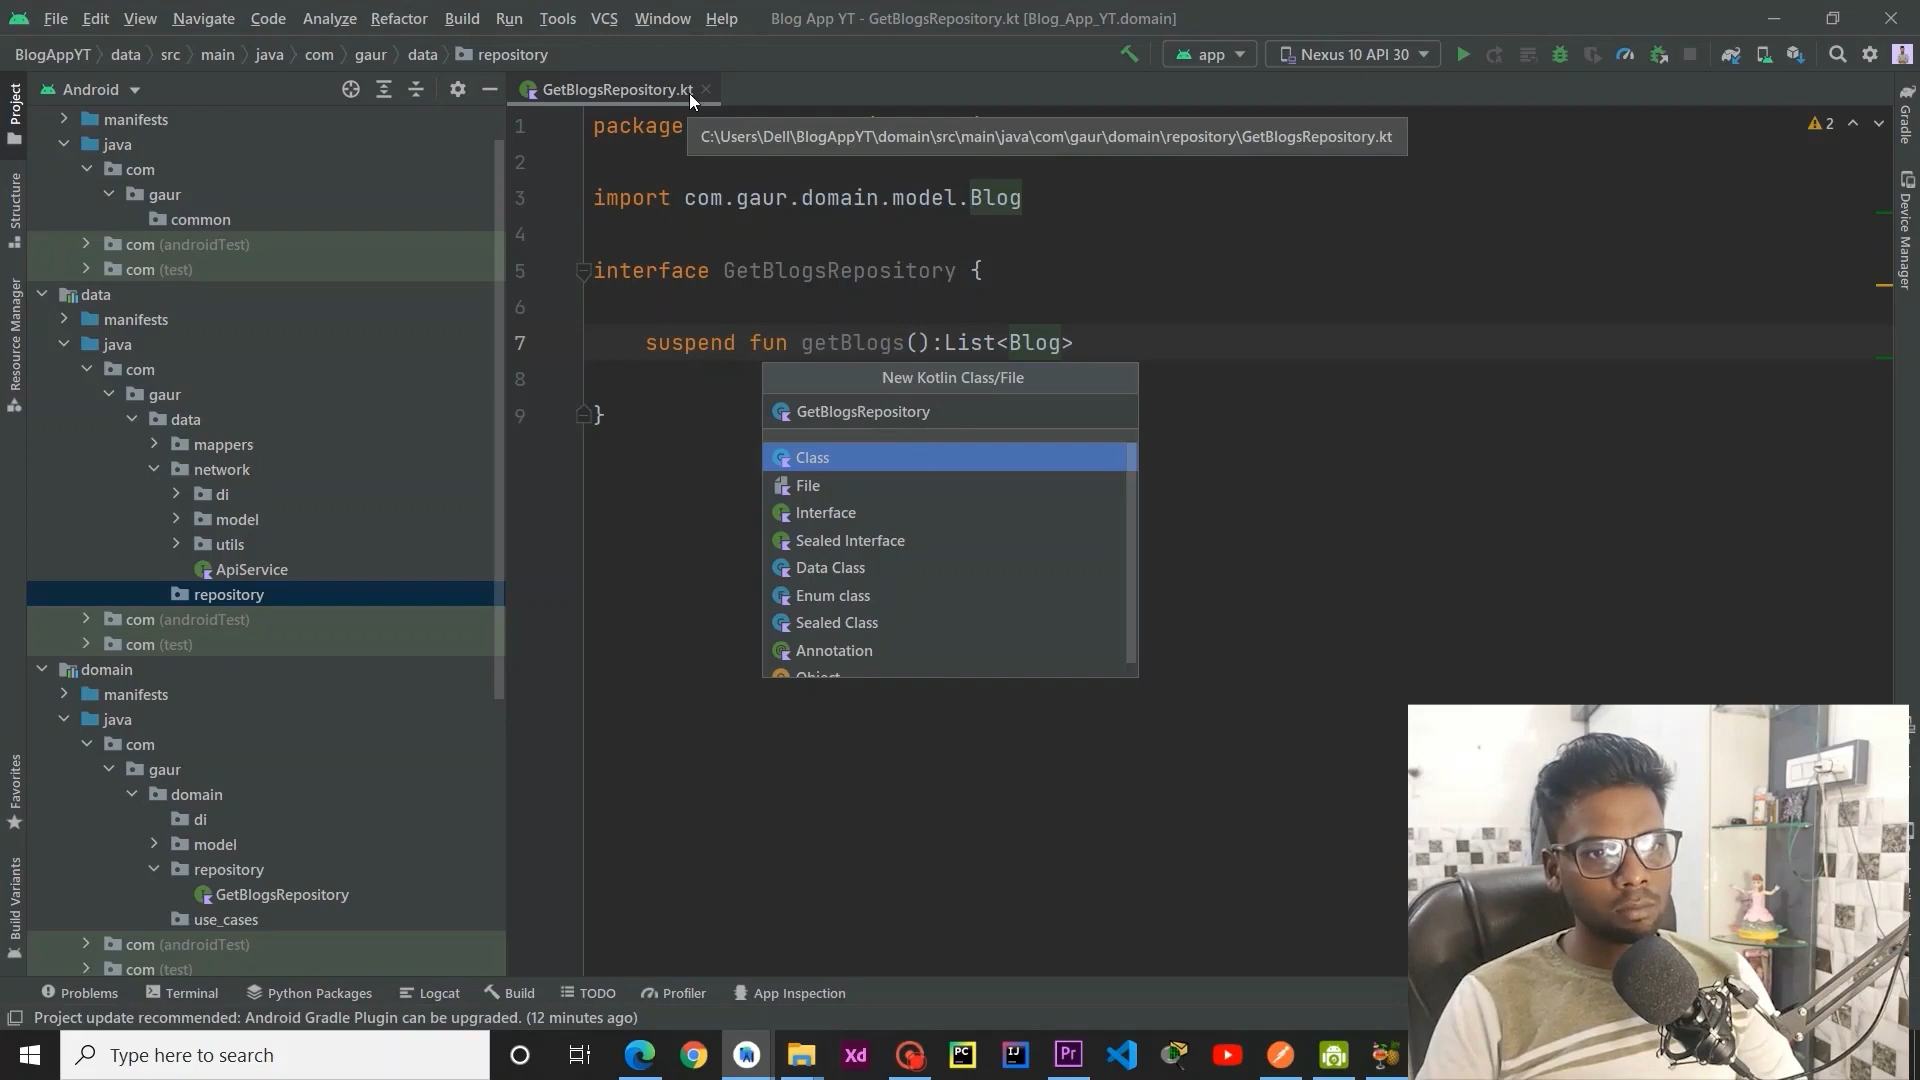 File Edit View Navigate Code Analyze Refactor Build Run Tools VCS Window Help Blog App YT - GetBlogsRepository.kt [Blog_App_YT.domain]
BlogAppYT data src main java com gaur data repository app Nexus 10 API 30
Project
Structure
Resource Manager
Favorites
Build Variants
Android
manifests
java
com
gaur
common
com (androidTest)
com (test)
data
manifests
java
com
gaur
data
mappers
network
di
model
utils
ApiService
repository
com (androidTest)
com (test)
domain
manifests
java
com
gaur
domain
di
model
repository
GetBlogsRepository
use_cases
com (androidTest)
com (test)
GetBlogsRepository.kt
1 package
C:\Users\Dell\BlogAppYT\domain\src\main\java\com\gaur\domain\repository\GetBlogsRepository.kt
2
3 import com.gaur.domain.model.Blog
4
5 interface GetBlogsRepository {
6
7 suspend fun getBlogs():List<Blog>
8
9 }
2
New Kotlin Class/File
GetBlogsRepository
Class
File
Interface
Sealed Interface
Data Class
Enum class
Sealed Class
Annotation
Object
Gradle
Device Manager
Problems Terminal Python Packages Logcat Build TODO Profiler App Inspection
Project update recommended: Android Gradle Plugin can be upgraded. (12 minutes ago)
Type here to search
Xd
PC
IJ
Pr